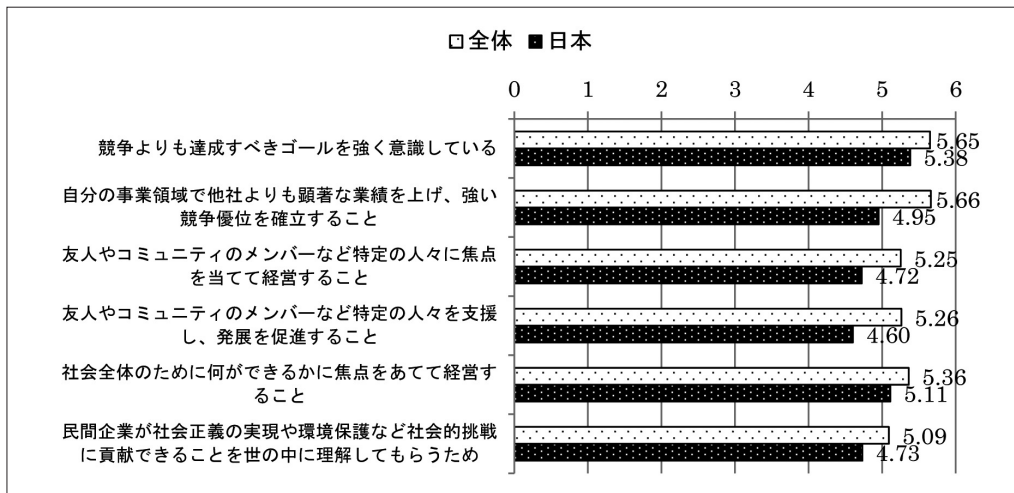 全体 日本
0 1 2 3 4 5 6
競争よりも達成すべきゴールを強く意識している
5.65
5.38
自分の事業領域で他社よりも顕著な業績を上げ、強い
競争優位を確立すること
5.66
4.95
友人やコミュニティのメンバーなど特定の人々に焦点
を当てて経営すること
5.25
4.72
友人やコミュニティのメンバーなど特定の人々を支援
し、発展を促進すること
5.26
4.60
社会全体のために何ができるかに焦点をあてて経営す
ること
5.36
5.11
民間企業が社会正義の実現や環境保護など社会的挑戦
に貢献できることを世の中に理解してもらうため
5.09
4.73